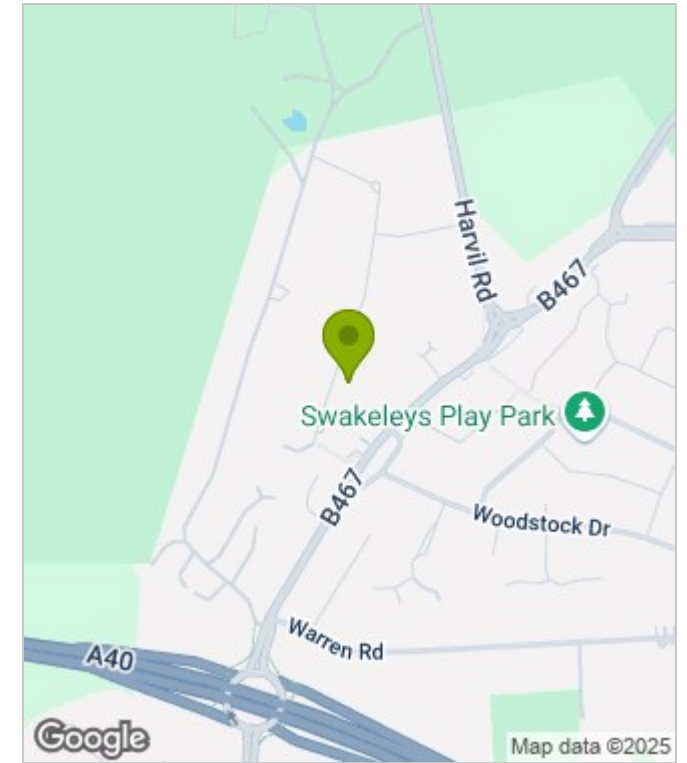 Harvil Rd
B467
Swakeleys Play Park
B467
Woodstock Dr
Warren Rd
A40
Google
Map data ©2025